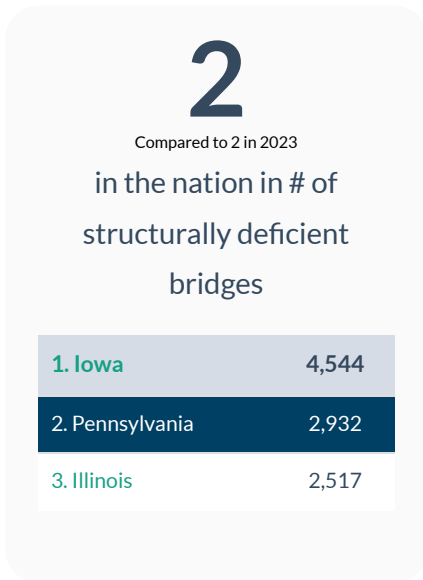 2
Compared to 2 in 2023
in the nation in # of
structurally deficient
bridges
1. Iowa 4,544
2. Pennsylvania 2,932
3. Illinois 2,517